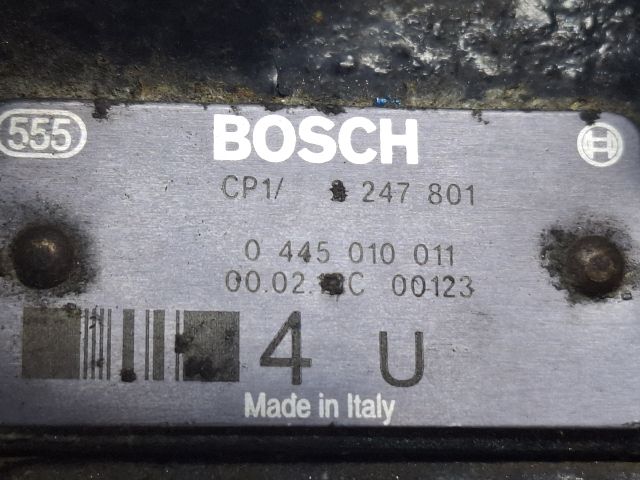 555
BOSCH
CP1/ 247 801
0 445 010 011
00.02. C 00123
4 U
Made in Italy